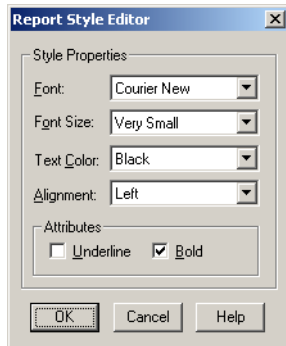 Report Style Editor
Style Properties
Font: Courier New
Font Size: Very Small
Text Color: Black
Alignment: Left
Attributes
Underline Bold
OK Cancel Help